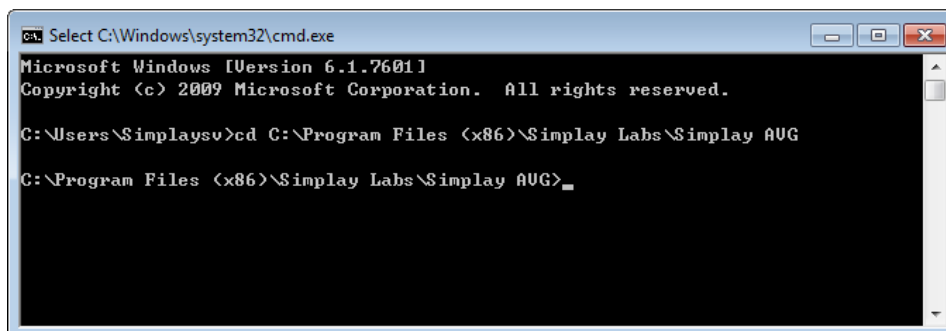 Select C:\Windows\system32\cmd.exe
Microsoft Windows [Version 6.1.7601]
Copyright (c) 2009 Microsoft Corporation.  All rights reserved.
C:\Users\Simplaysv>cd C:\Program Files (x86)\Simplay Labs\Simplay AVG
C:\Program Files (x86)\Simplay Labs\Simplay AVG>_